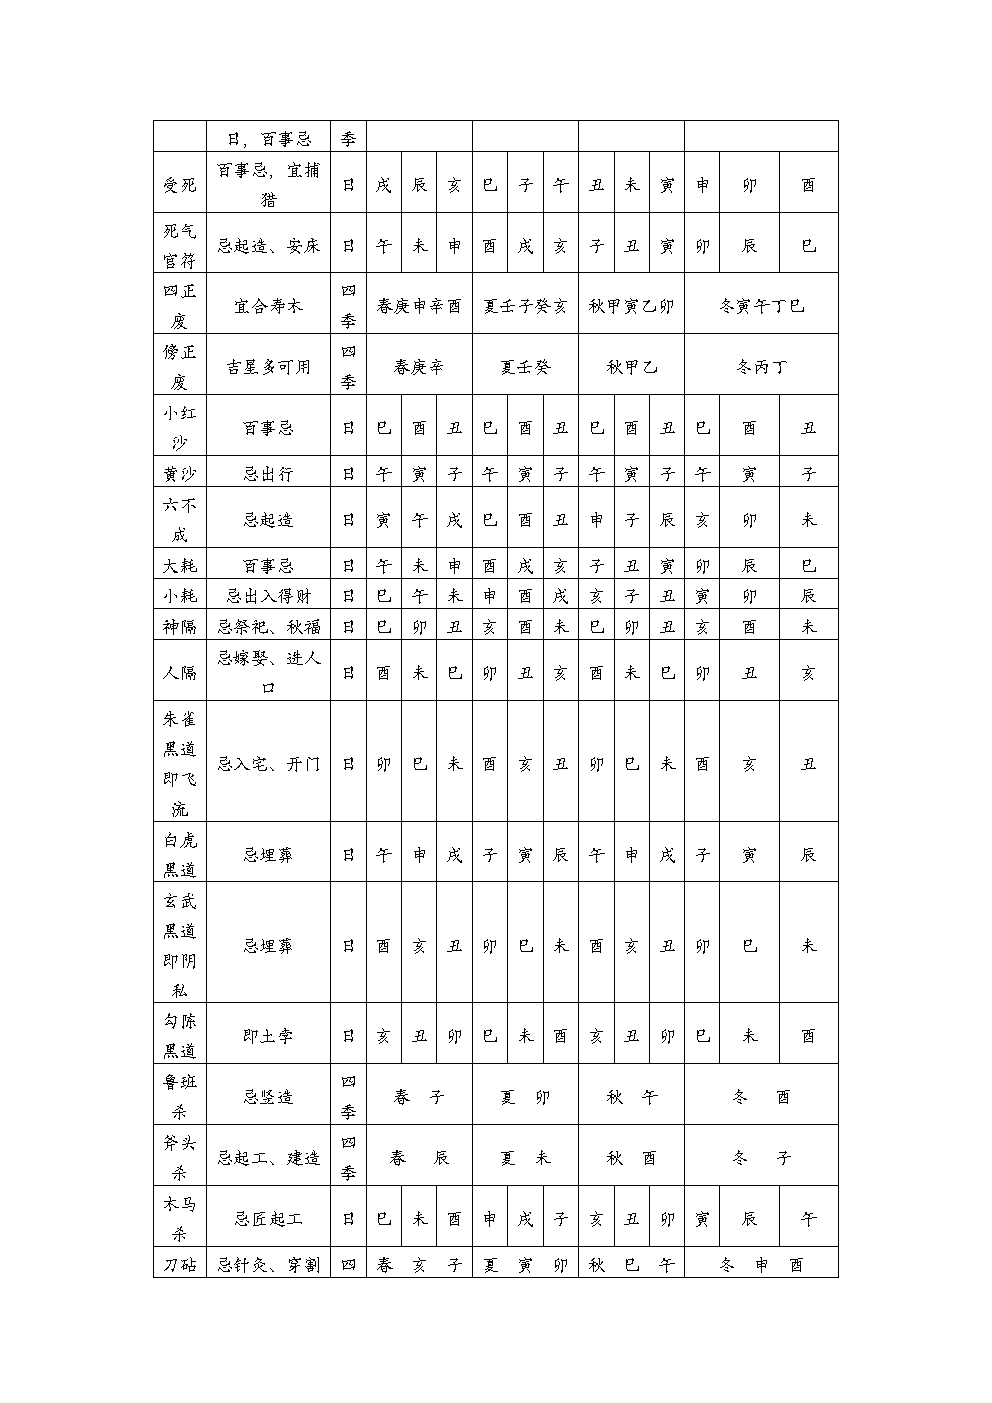 日，百事忌 季
受死 百事忌，宜捕猎 日 戌 辰 亥 巳 子 午 丑 未 寅 申 卯 酉
死气官符 忌起造、安床 日 午 未 申 酉 戌 亥 子 丑 寅 卯 辰 巳
四正废 宜合寿木 四季 春庚申辛酉 夏壬子癸亥 秋甲寅乙卯 冬寅午丁巳
傍正废 吉星多可用 四季 春庚辛 夏壬癸 秋甲乙 冬丙丁
小红沙 百事忌 日 巳 酉 丑 巳 酉 丑 巳 酉 丑 巳 酉 丑
黄沙 忌出行 日 午 寅 子 午 寅 子 午 寅 子 午 寅 子
六不成 忌起造 日 寅 午 戌 巳 酉 丑 申 子 辰 亥 卯 未
大耗 百事忌 日 午 未 申 酉 戌 亥 子 丑 寅 卯 辰 巳
小耗 忌出入得财 日 巳 午 未 申 酉 戌 亥 子 丑 寅 卯 辰
神隔 忌祭祀、秋福 日 巳 卯 丑 亥 酉 未 巳 卯 丑 亥 酉 未
人隔 忌嫁娶、进人口 日 酉 未 巳 卯 丑 亥 酉 未 巳 卯 丑 亥
朱雀黑道即飞流 忌入宅、开门 日 卯 巳 未 酉 亥 丑 卯 巳 未 酉 亥 丑
白虎黑道 忌埋葬 日 午 申 戌 子 寅 辰 午 申 戌 子 寅 辰
玄武黑道即阴私 忌埋葬 日 酉 亥 丑 卯 巳 未 酉 亥 丑 卯 巳 未
勾陈黑道 即土孛 日 亥 丑 卯 巳 未 酉 亥 丑 卯 巳 未 酉
鲁班杀 忌竖造 四季 春 子 夏 卯 秋 午 冬 酉
斧头杀 忌起工、建造 四季 春 辰 夏 未 秋 酉 冬 子
木马杀 忌匠起工 日 巳 未 酉 申 戌 子 亥 丑 卯 寅 辰 午
刀砧 忌针灸、穿割 四 春 亥 子 夏 寅 卯 秋 巳 午 冬 申 酉